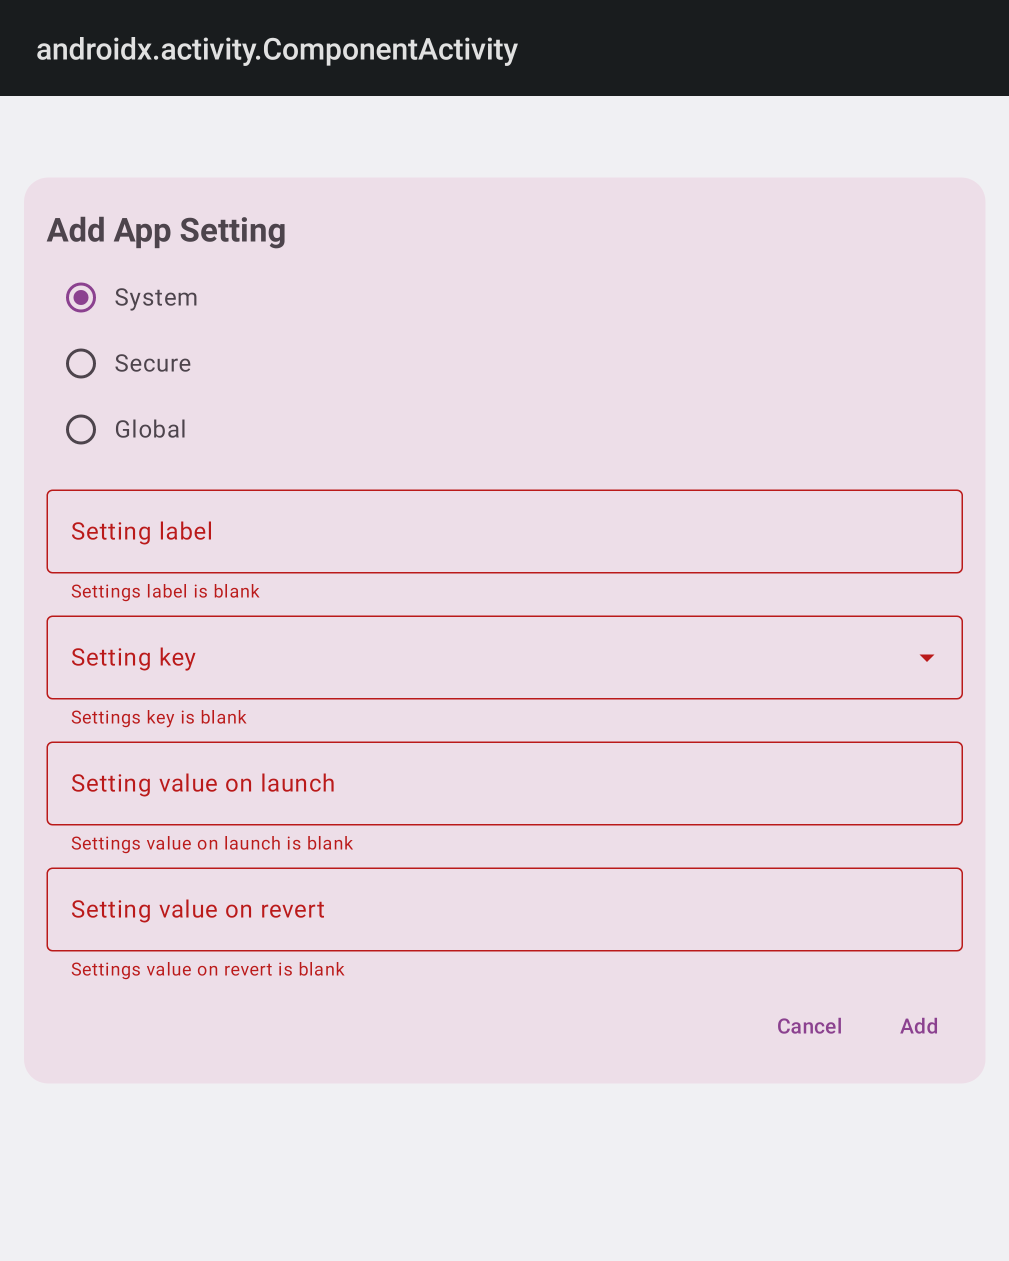 androidx.activity.ComponentActivity
Add App Setting
System
Secure
Global
Setting label
Settings label is blank
Setting key
Settings key is blank
Setting value on launch
Settings value on launch is blank
Setting value on revert
Settings value on revert is blank
Cancel Add